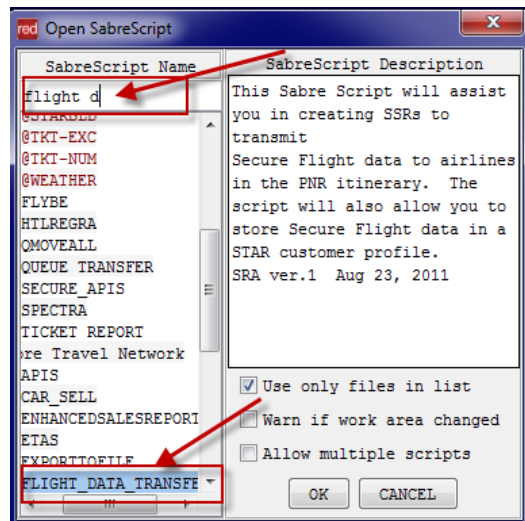 red Open SabreScript
SabreScript Name
flight d
@STARBLD
@TKT-EXC
@TKT-NUM
@WEATHER
FLYBE
HTLREGRA
QMOVEALL
QUEUE TRANSFER
SECURE_APIS
SPECTRA
TICKET REPORT
ore Travel Network
APIS
CAR_SELL
ENHANCEDSALESREPORT
ETAS
EXPORTTOFILE
FLIGHT_DATA_TRANSFE
SabreScript Description
This Sabre Script will assist
you in creating SSRs to
transmit
Secure Flight data to airlines
in the PNR itinerary. The
script will also allow you to
store Secure Flight data in a
STAR customer profile.
SRA ver.1 Aug 23, 2011
Use only files in list
Warn if work area changed
Allow multiple scripts
OK CANCEL